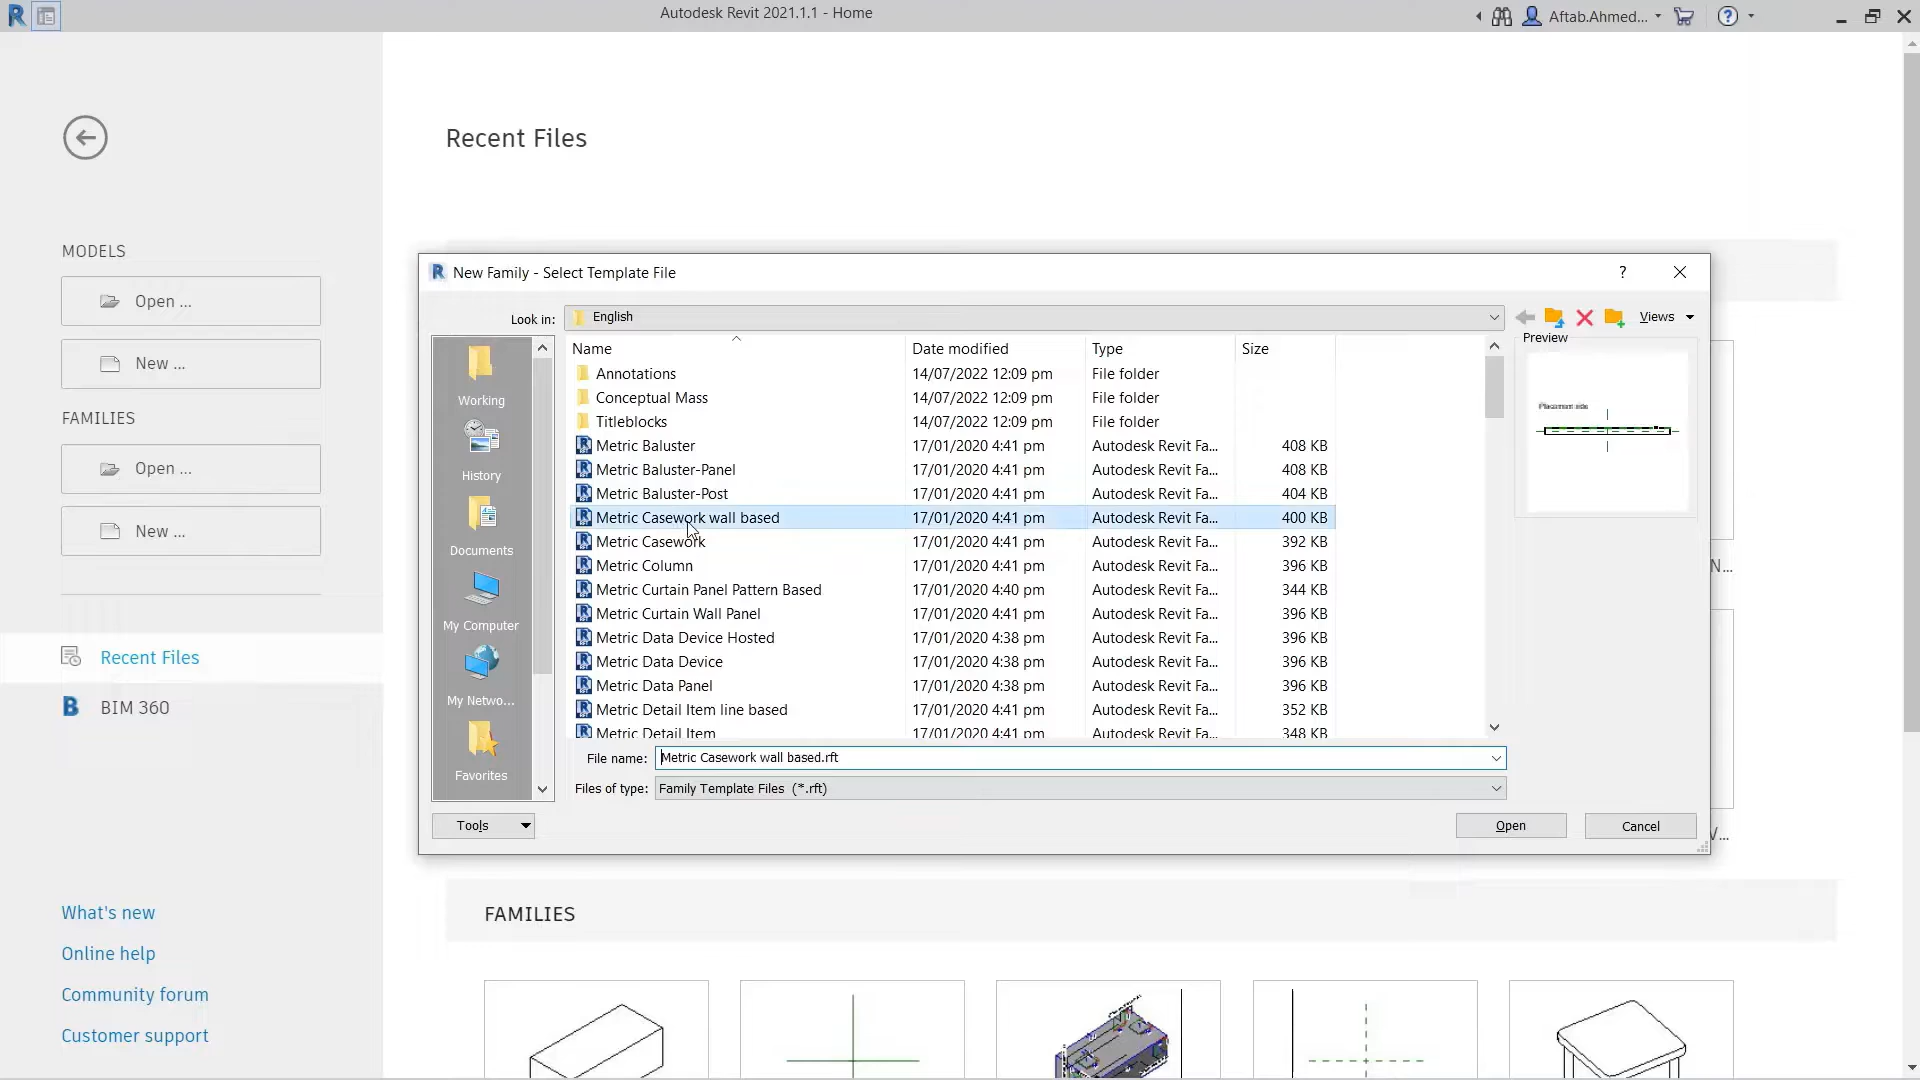 Autodesk Revit 2021.1.1 - Home
Aftab.Ahmed...
Recent Files
MODELS
Open ...
New ...
FAMILIES
Open ...
New ...
Recent Files
BIM 360
What's new
Online help
Community forum
Customer support
New Family - Select Template File
Look in: English
Views
Working
History
Documents
My Computer
My Netwo...
Favorites
Name Date modified Type Size
Annotations 14/07/2022 12:09 pm File folder
Conceptual Mass 14/07/2022 12:09 pm File folder
Titleblocks 14/07/2022 12:09 pm File folder
Metric Baluster 17/01/2020 4:41 pm Autodesk Revit Fa... 408 KB
Metric Baluster-Panel 17/01/2020 4:41 pm Autodesk Revit Fa... 408 KB
Metric Baluster-Post 17/01/2020 4:41 pm Autodesk Revit Fa... 404 KB
Metric Casework wall based 17/01/2020 4:41 pm Autodesk Revit Fa... 400 KB
Metric Casework 17/01/2020 4:41 pm Autodesk Revit Fa... 392 KB
Metric Column 17/01/2020 4:41 pm Autodesk Revit Fa... 396 KB
Metric Curtain Panel Pattern Based 17/01/2020 4:40 pm Autodesk Revit Fa... 344 KB
Metric Curtain Wall Panel 17/01/2020 4:41 pm Autodesk Revit Fa... 396 KB
Metric Data Device Hosted 17/01/2020 4:38 pm Autodesk Revit Fa... 396 KB
Metric Data Device 17/01/2020 4:38 pm Autodesk Revit Fa... 396 KB
Metric Data Panel 17/01/2020 4:38 pm Autodesk Revit Fa... 396 KB
Metric Detail Item line based 17/01/2020 4:41 pm Autodesk Revit Fa... 352 KB
Metric Detail Item 17/01/2020 4:41 pm Autodesk Revit Fa... 348 KB
Preview
Placement side
File name: Metric Casework wall based.rft
Files of type: Family Template Files (*.rft)
Tools
Open
Cancel
N...
V...
FAMILIES